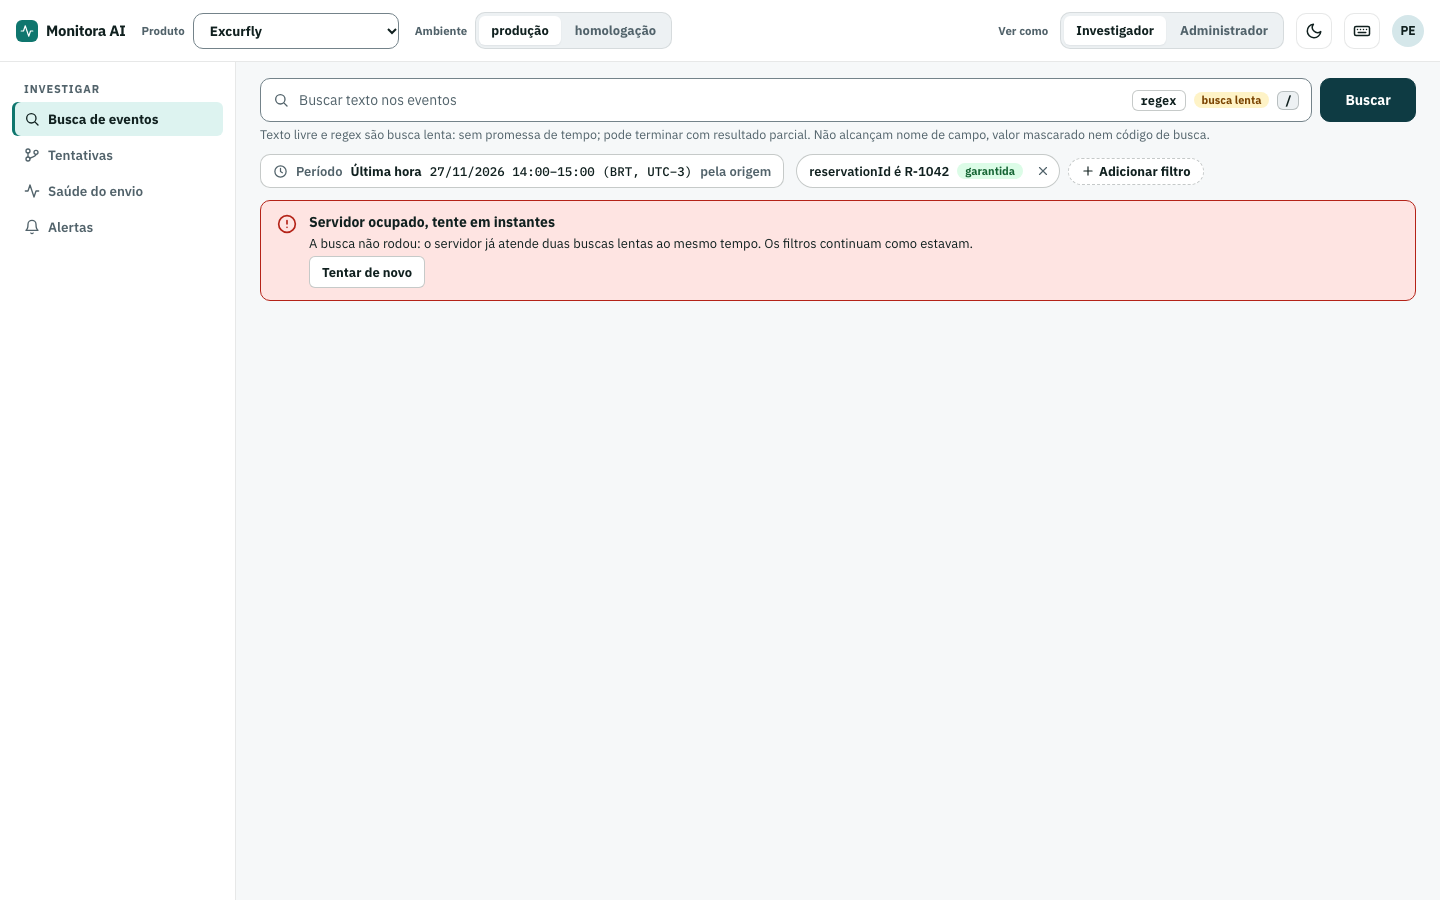 Monitora AI Produto Excurfly Ambiente produção homologação Ver como Investigador Administrador PE
INVESTIGAR
Busca de eventos
Tentativas
Saúde do envio
Alertas
Buscar texto nos eventos regex busca lenta / Buscar
Texto livre e regex são busca lenta: sem promessa de tempo; pode terminar com resultado parcial. Não alcançam nome de campo, valor mascarado nem código de busca.
Período Última hora 27/11/2026 14:00–15:00 (BRT, UTC−3) pela origem reservationId é R-1042 garantida × + Adicionar filtro
Servidor ocupado, tente em instantes
A busca não rodou: o servidor já atende duas buscas lentas ao mesmo tempo. Os filtros continuam como estavam.
Tentar de novo